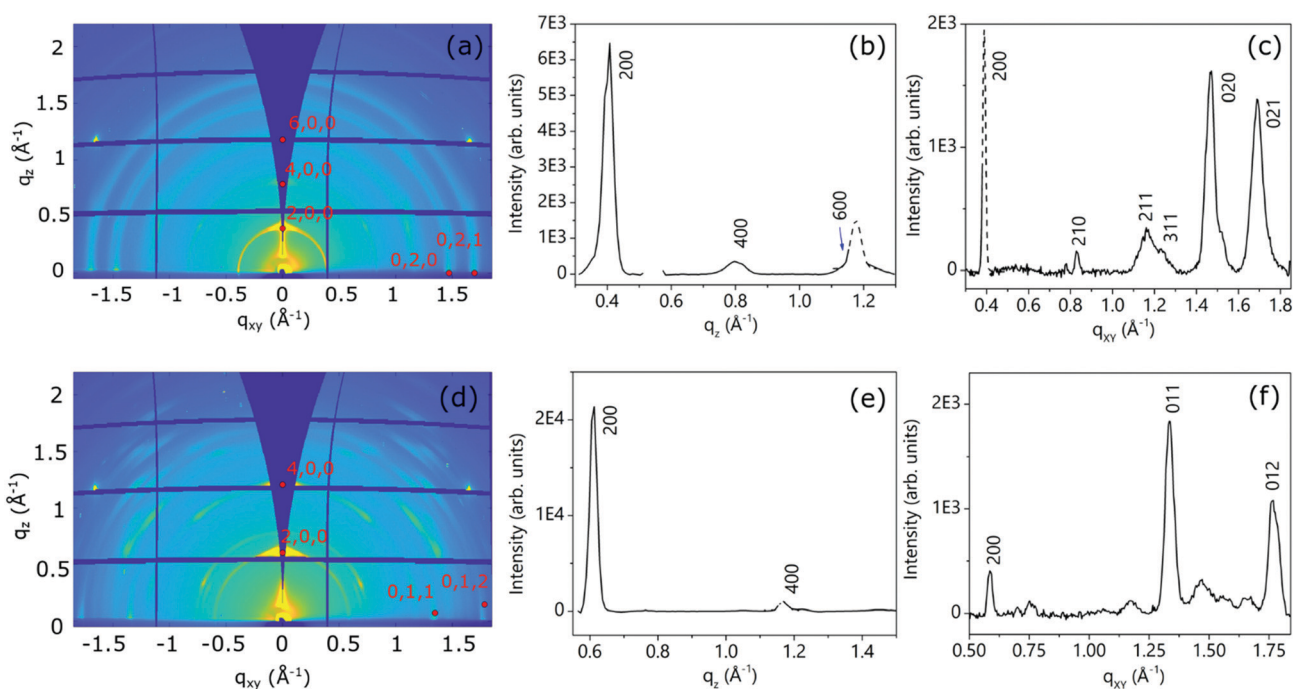 (a)
2
1.5
1
0.5
0
q_z (Å⁻¹)
6,0,0
4,0,0
2,0,0
0,2,0
0,2,1
-1.5 -1 -0.5 0 0.5 1 1.5
q_xy (Å⁻¹)
(b)
7E3
6E3
5E3
4E3
3E3
2E3
1E3
0
Intensity (arb. units)
200
400
600
0.4 0.6 0.8 1.0 1.2
q_z (Å⁻¹)
(c)
2E3
1E3
0
Intensity (arb. units)
200
210
211
311
020
021
0.4 0.6 0.8 1.0 1.2 1.4 1.6 1.8
q_XY (Å⁻¹)
(d)
2
1.5
1
0.5
0
q_z (Å⁻¹)
4,0,0
2,0,0
0,1,1
0,1,2
-1.5 -1 -0.5 0 0.5 1 1.5
q_xy (Å⁻¹)
(e)
2E4
1E4
0
Intensity (arb. units)
200
400
0.6 0.8 1.0 1.2 1.4
q_z (Å⁻¹)
(f)
2E3
1E3
0
Intensity (arb. units)
200
011
012
0.50 0.75 1.00 1.25 1.50 1.75
q_XY (Å⁻¹)